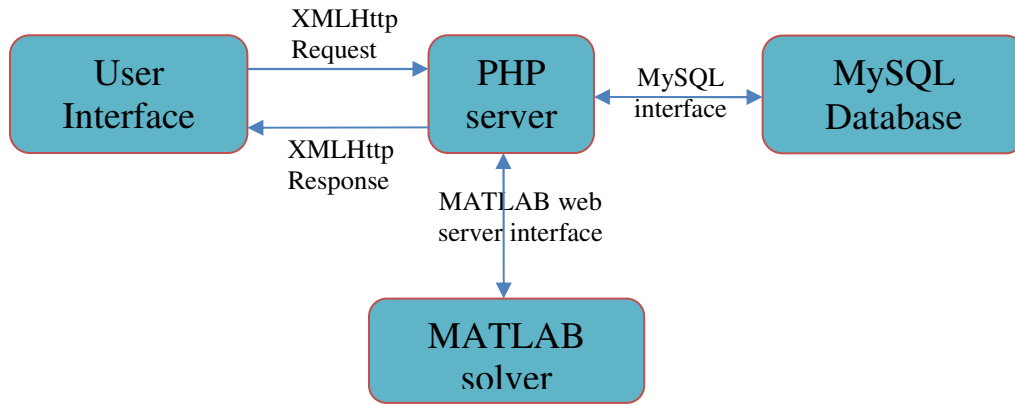 XMLHttp
Request
User
Interface
PHP
server
MySQL
interface
MySQL
Database
XMLHttp
Response
MATLAB web
server interface
MATLAB
solver